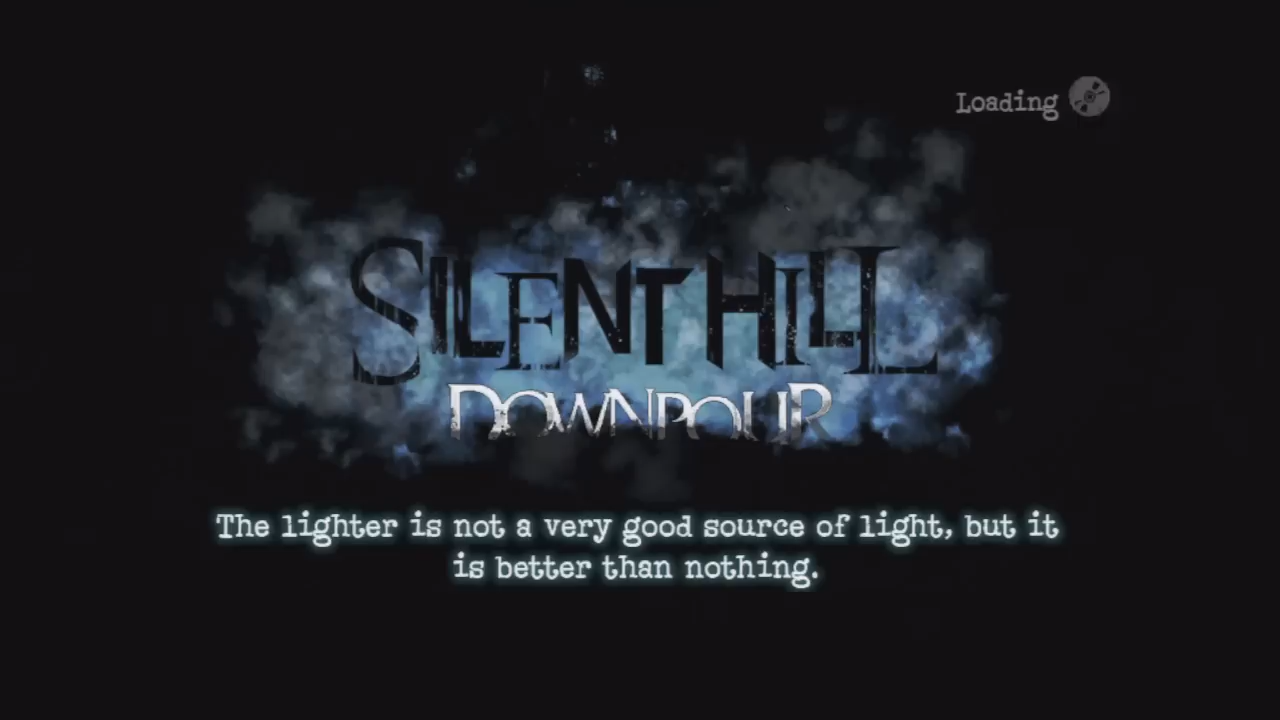 Loading
SILENT HILL
DOWNPOUR
The lighter is not a very good source of light, but it
is better than nothing.